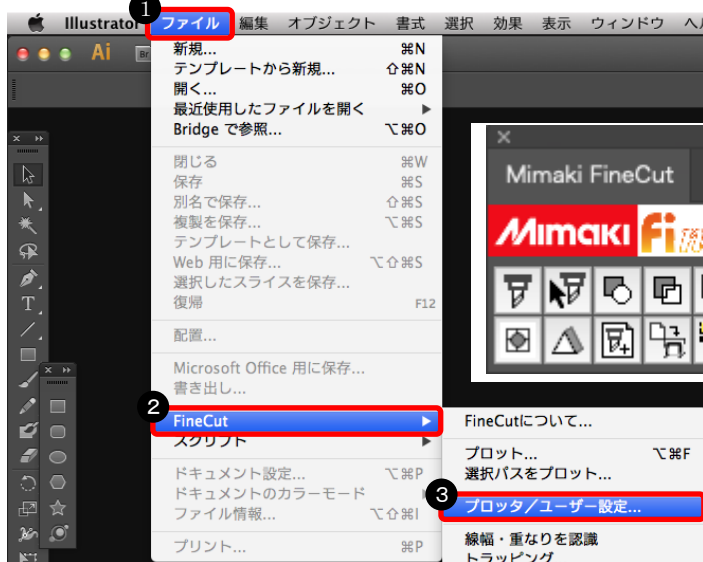 1
Illustrator ファイル 編集 オブジェクト 書式 選択 効果 表示 ウィンドウ
Ai Br
新規... ⌘N
テンプレートから新規... ⇧⌘N
開く... ⌘O
最近使用したファイルを開く ▶
Bridge で参照... ⌥⌘O
閉じる ⌘W
保存 ⌘S
別名で保存... ⇧⌘S
複製を保存... ⌥⌘S
テンプレートとして保存...
Web 用に保存... ⌥⇧⌘S
選択したスライスを保存...
復帰 F12
配置...
Microsoft Office 用に保存...
書き出し...
2
FineCut ▶
スクリプト ▶
ドキュメント設定... ⌥⌘P
ドキュメントのカラーモード
ファイル情報... ⌥⇧⌘I
プリント... ⌘P
Mimaki FineCut
Mimaki
FineCutについて...
プロット... ⌥⌘F
選択パスをプロット...
3
プロッタ/ユーザー設定...
線幅・重なりを認識
トラッピング